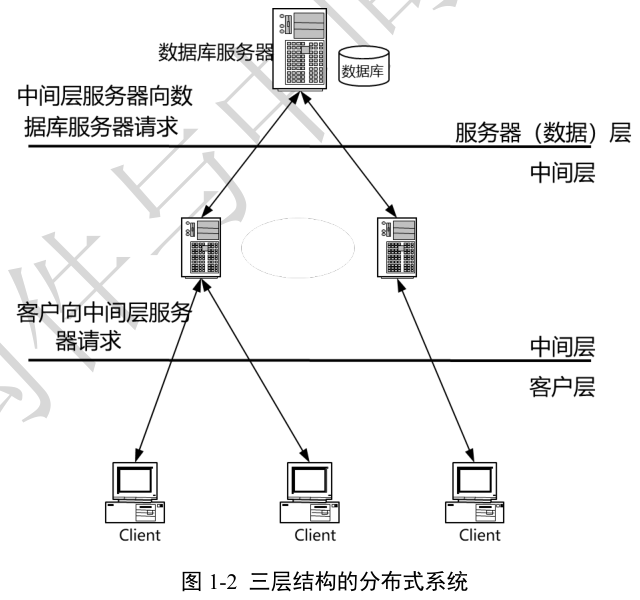 数据库服务器
数据库
中间层服务器向数
据库服务器请求
服务器（数据）层
中间层
客户向中间层服务
器请求
中间层
客户层
Client
Client
Client
图 1-2 三层结构的分布式系统